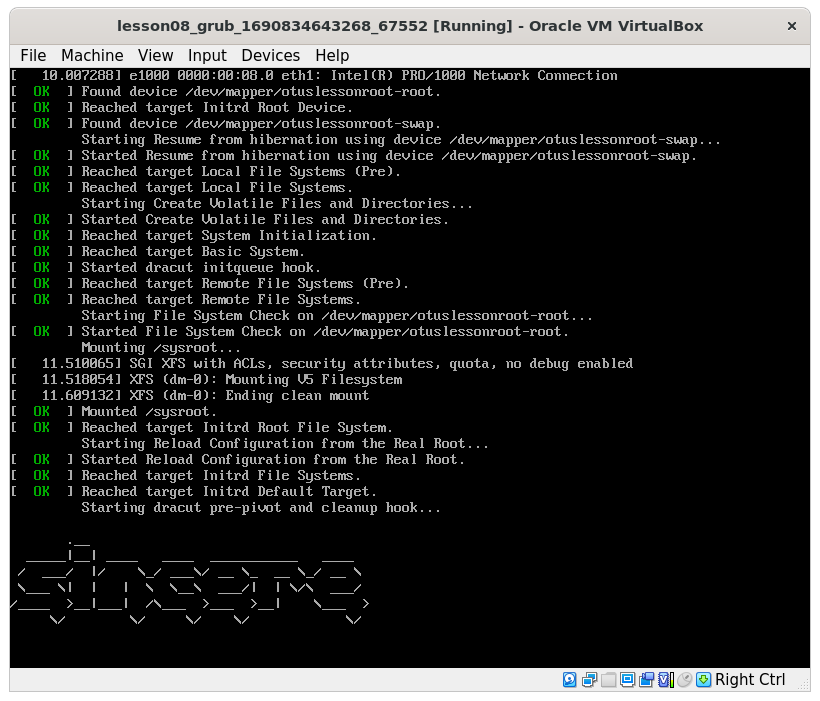 lesson08_grub_1690834643268_67552 [Running] - Oracle VM VirtualBox
File Machine View Input Devices Help
[   10.007288] e1000 0000:00:08.0 eth1: Intel(R) PRO/1000 Network Connection
[  OK  ] Found device /dev/mapper/otuslessonroot-root.
[  OK  ] Reached target Initrd Root Device.
[  OK  ] Found device /dev/mapper/otuslessonroot-swap.
         Starting Resume from hibernation using device /dev/mapper/otuslessonroot-swap...
[  OK  ] Started Resume from hibernation using device /dev/mapper/otuslessonroot-swap.
[  OK  ] Reached target Local File Systems (Pre).
[  OK  ] Reached target Local File Systems.
         Starting Create Volatile Files and Directories...
[  OK  ] Started Create Volatile Files and Directories.
[  OK  ] Reached target System Initialization.
[  OK  ] Reached target Basic System.
[  OK  ] Started dracut initqueue hook.
[  OK  ] Reached target Remote File Systems (Pre).
[  OK  ] Reached target Remote File Systems.
         Starting File System Check on /dev/mapper/otuslessonroot-root...
[  OK  ] Started File System Check on /dev/mapper/otuslessonroot-root.
         Mounting /sysroot...
[   11.510065] SGI XFS with ACLs, security attributes, quota, no debug enabled
[   11.518054] XFS (dm-0): Mounting V5 Filesystem
[   11.609132] XFS (dm-0): Ending clean mount
[  OK  ] Mounted /sysroot.
[  OK  ] Reached target Initrd Root File System.
         Starting Reload Configuration from the Real Root...
[  OK  ] Started Reload Configuration from the Real Root.
[  OK  ] Reached target Initrd File Systems.
[  OK  ] Reached target Initrd Default Target.
         Starting dracut pre-pivot and cleanup hook...
sincere
Right Ctrl